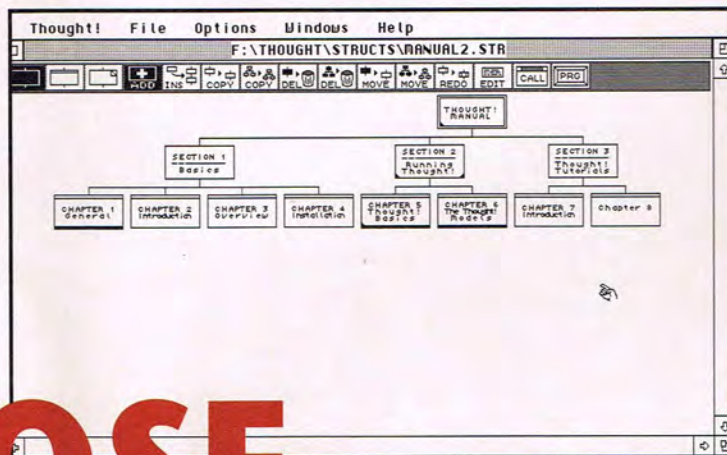 Thought! File Options Windows Help
F:\THOUGHT\STRUCTS\MANUAL2.STR
ADD INS COPY COPY DEL DEL MOVE MOVE REDO EDIT CALL PRG
THOUGHT!
MANUAL
SECTION 1
Basics
SECTION 2
Running
Thought!
SECTION 3
Thought!
Tutorials
CHAPTER 1
General
CHAPTER 2
Introduction
CHAPTER 3
Overview
CHAPTER 4
Installation
CHAPTER 5
Thought!
Basics
CHAPTER 6
The Thought!
Models
CHAPTER 7
Introduction
Chapter 8
OSE